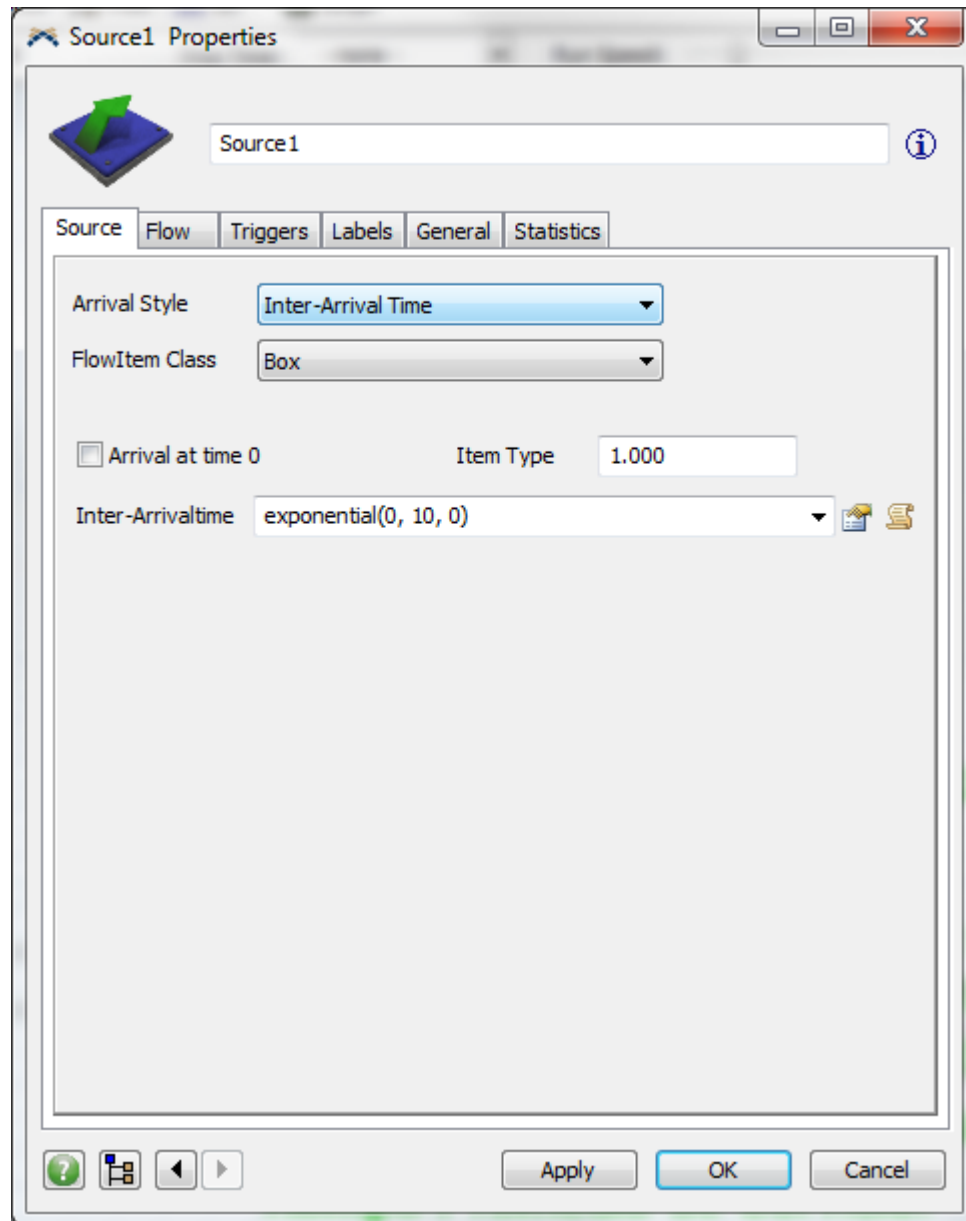 Source1 Properties
Source1
Source Flow Triggers Labels General Statistics
Arrival Style Inter-Arrival Time
FlowItem Class Box
Arrival at time 0 Item Type 1.000
Inter-Arrivaltime exponential(0, 10, 0)
Apply OK Cancel